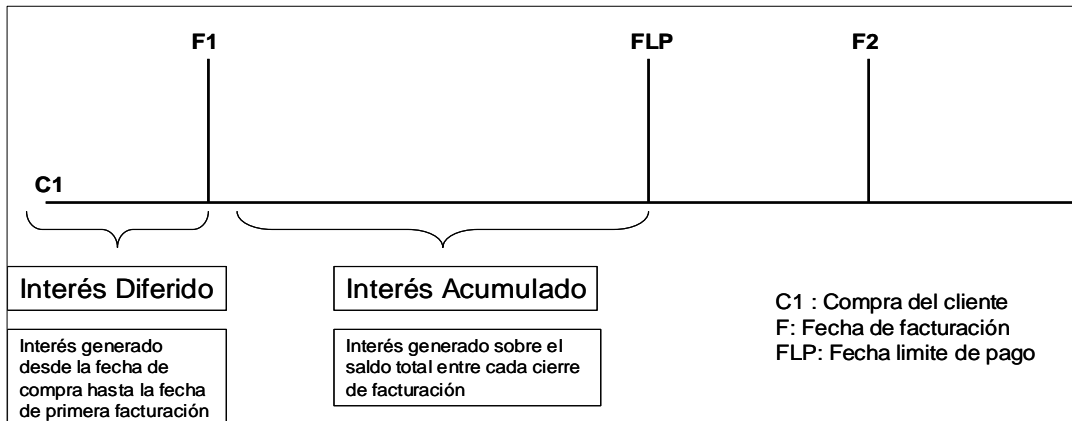 F1
FLP
F2
C1
Interés Diferido
Interés Acumulado
Interés generado
desde la fecha de
compra hasta la fecha
de primera facturación
Interés generado sobre el
saldo total entre cada cierre
de facturación
C1 : Compra del cliente
F: Fecha de facturación
FLP: Fecha limite de pago